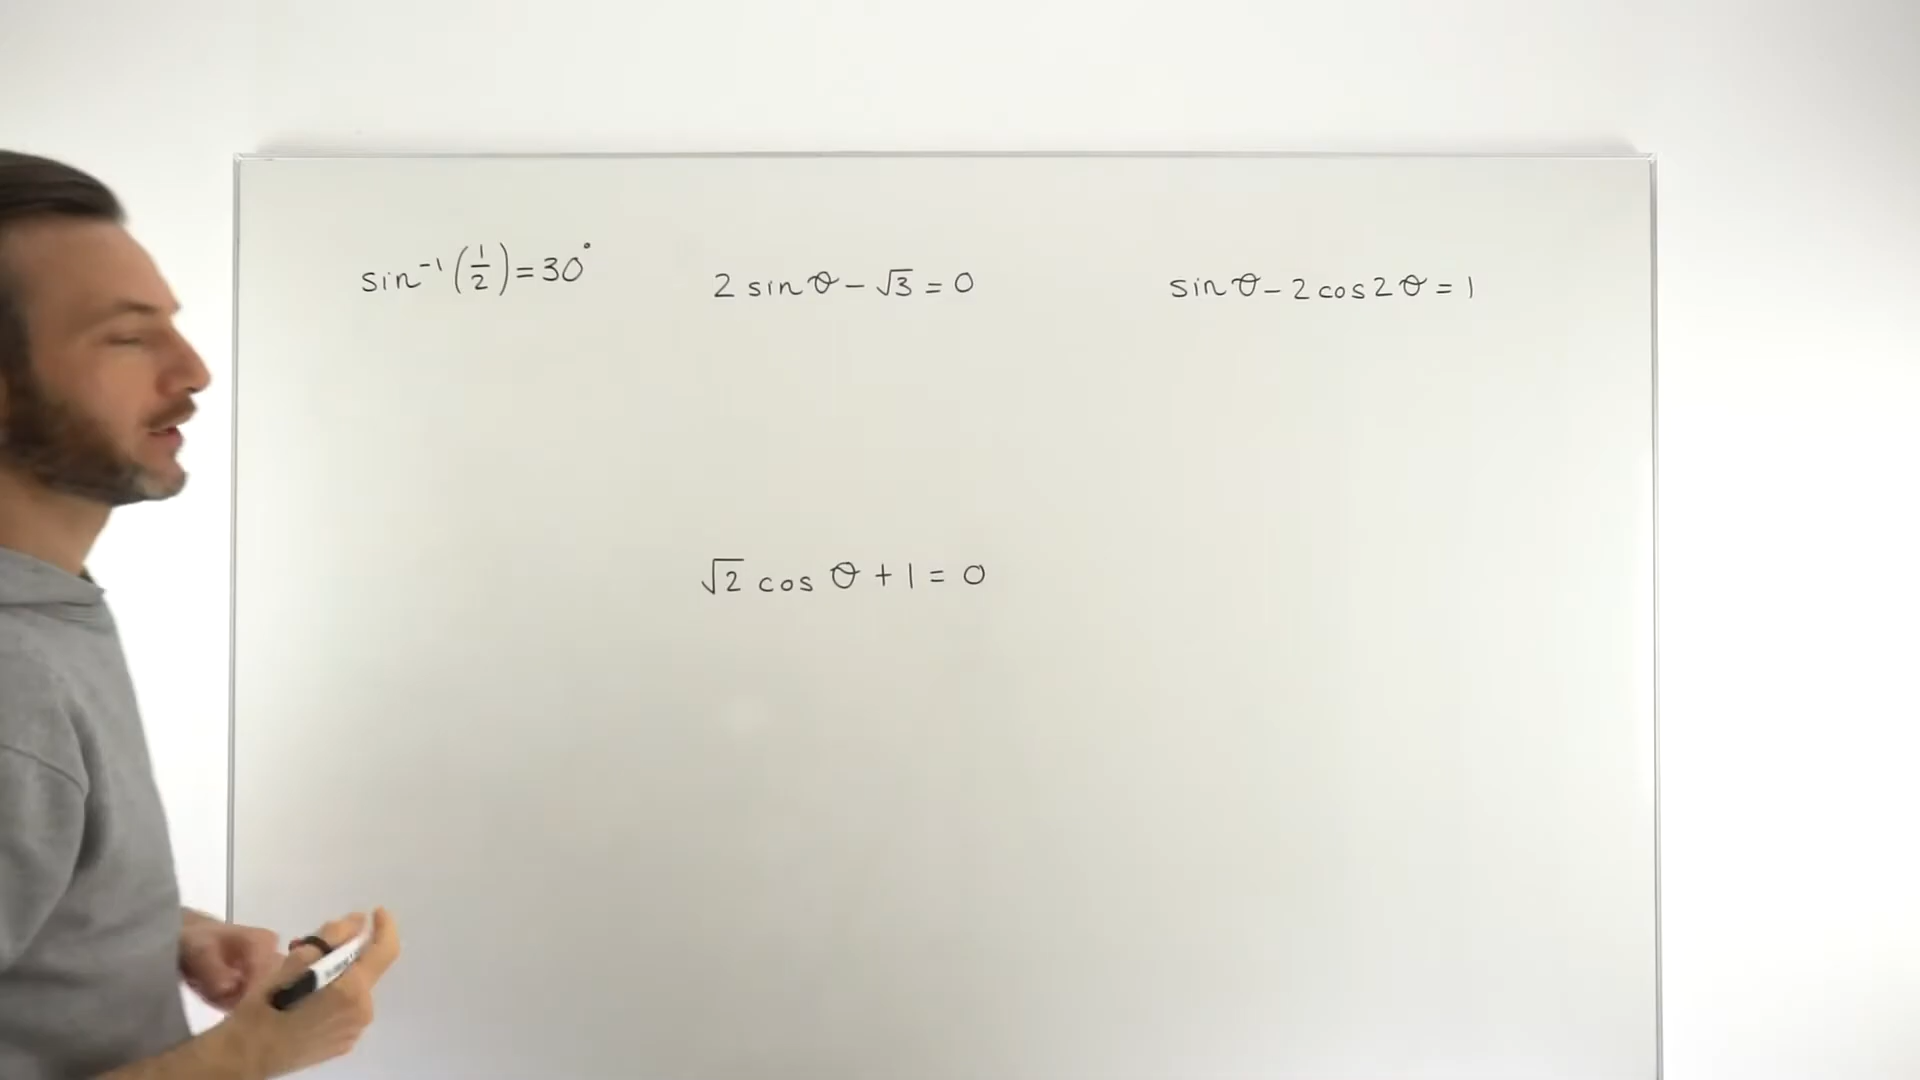 sin⁻¹(1/2)=30°
2 sin θ − √3 = 0
sin θ − 2 cos 2θ = 1
√2 cos θ + 1 = 0